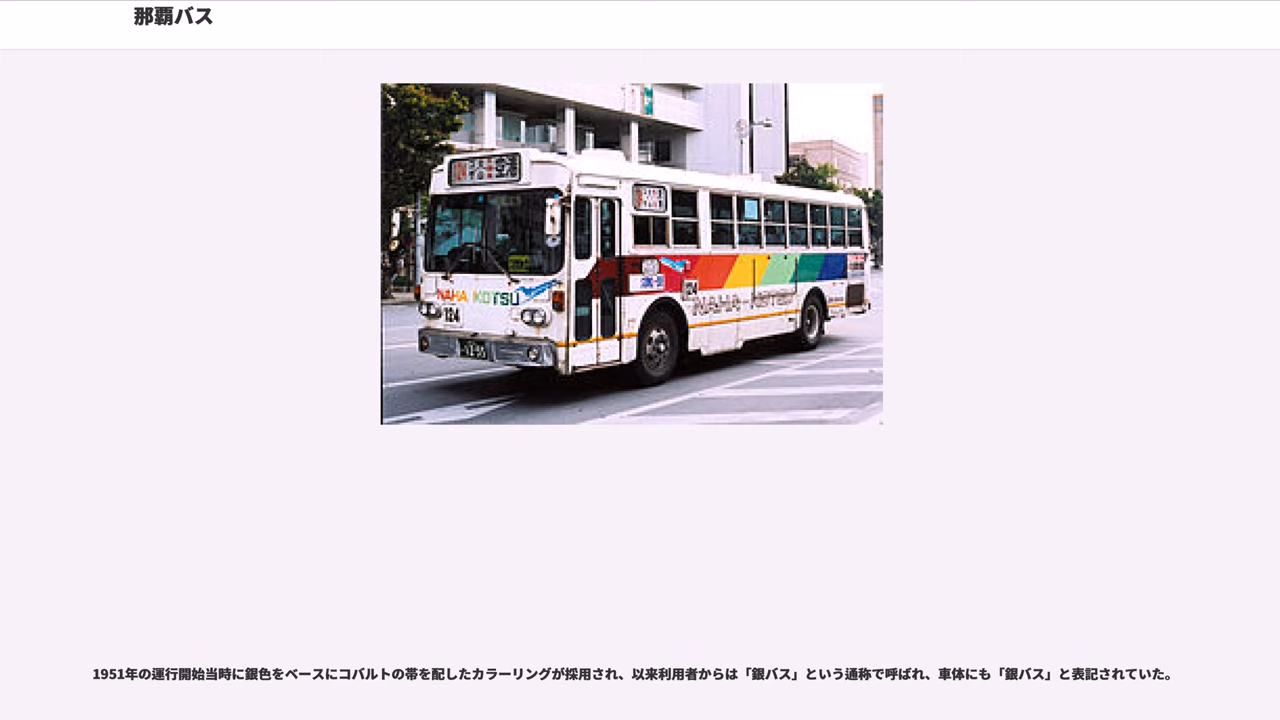 那覇バス
空港
NAHA KOTSU
124
124
NAHA KOTSU
1951年の運行開始当時に銀色をベースにコバルトの帯を配したカラーリングが採用され、以来利用者からは「銀バス」という通称で呼ばれ、車体にも「銀バス」と表記されていた。